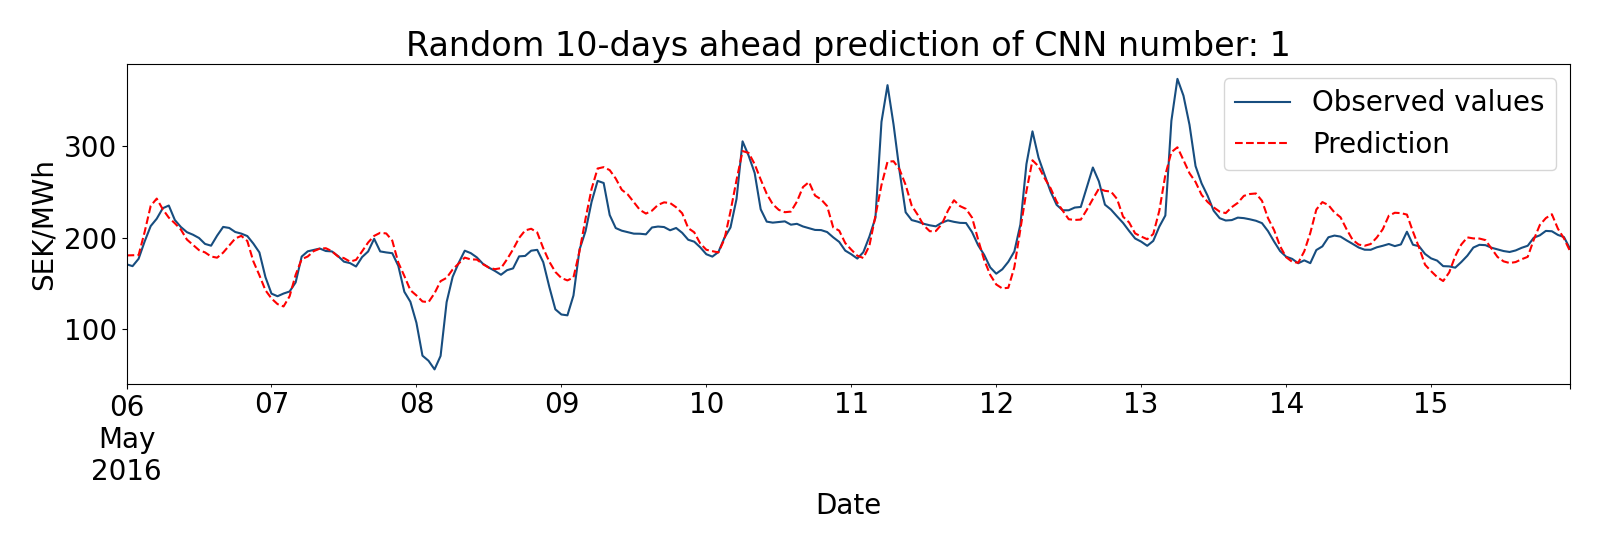 Random 10-days ahead prediction of CNN number: 1
Observed values
Prediction
SEK/MWh
300
200
100
06 07 08 09 10 11 12 13 14 15
May
2016
Date